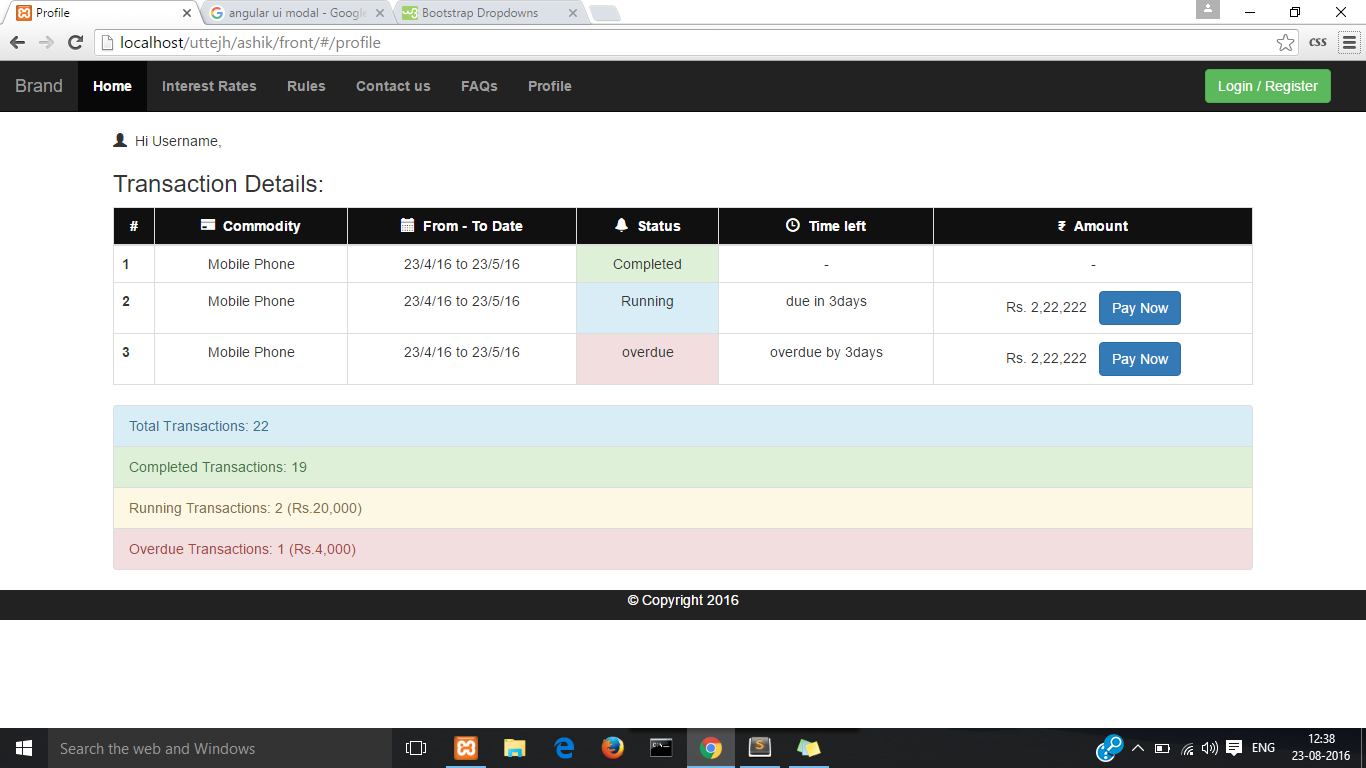 Profile
angular ui modal - Google
Bootstrap Dropdowns
localhost/uttejh/ashik/front/#/profile
css
Brand Home Interest Rates Rules Contact us FAQs Profile Login / Register
Hi Username,
Transaction Details:
# Commodity From - To Date Status Time left ₹ Amount
1 Mobile Phone 23/4/16 to 23/5/16 Completed - -
2 Mobile Phone 23/4/16 to 23/5/16 Running due in 3days Rs. 2,22,222 Pay Now
3 Mobile Phone 23/4/16 to 23/5/16 overdue overdue by 3days Rs. 2,22,222 Pay Now
Total Transactions: 22
Completed Transactions: 19
Running Transactions: 2 (Rs.20,000)
Overdue Transactions: 1 (Rs.4,000)
© Copyright 2016
Search the web and Windows
ENG
12:38
23-08-2016